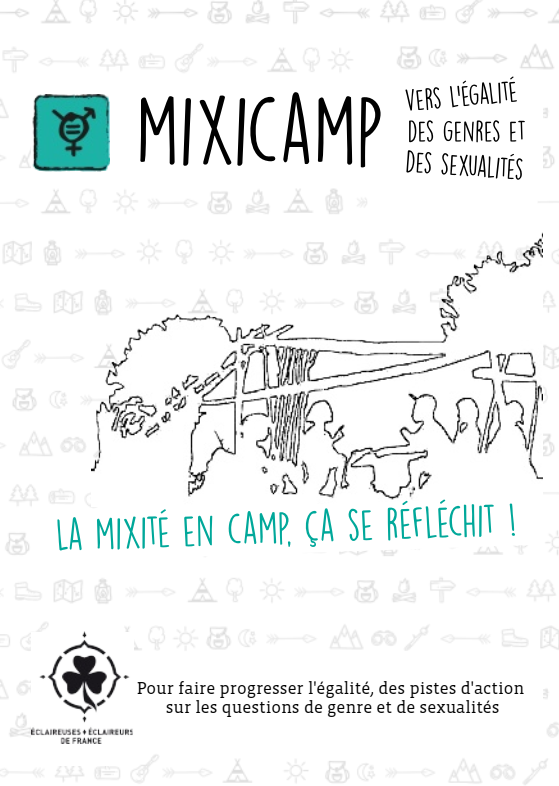 MIXICAMP
VERS L'ÉGALITÉ
DES GENRES ET
DES SEXUALITÉS
LA MIXITÉ EN CAMP, ÇA SE RÉFLÉCHIT !
Pour faire progresser l'égalité, des pistes d'action
sur les questions de genre et de sexualités
ÉCLAIREUSES ÉCLAIREURS
DE FRANCE